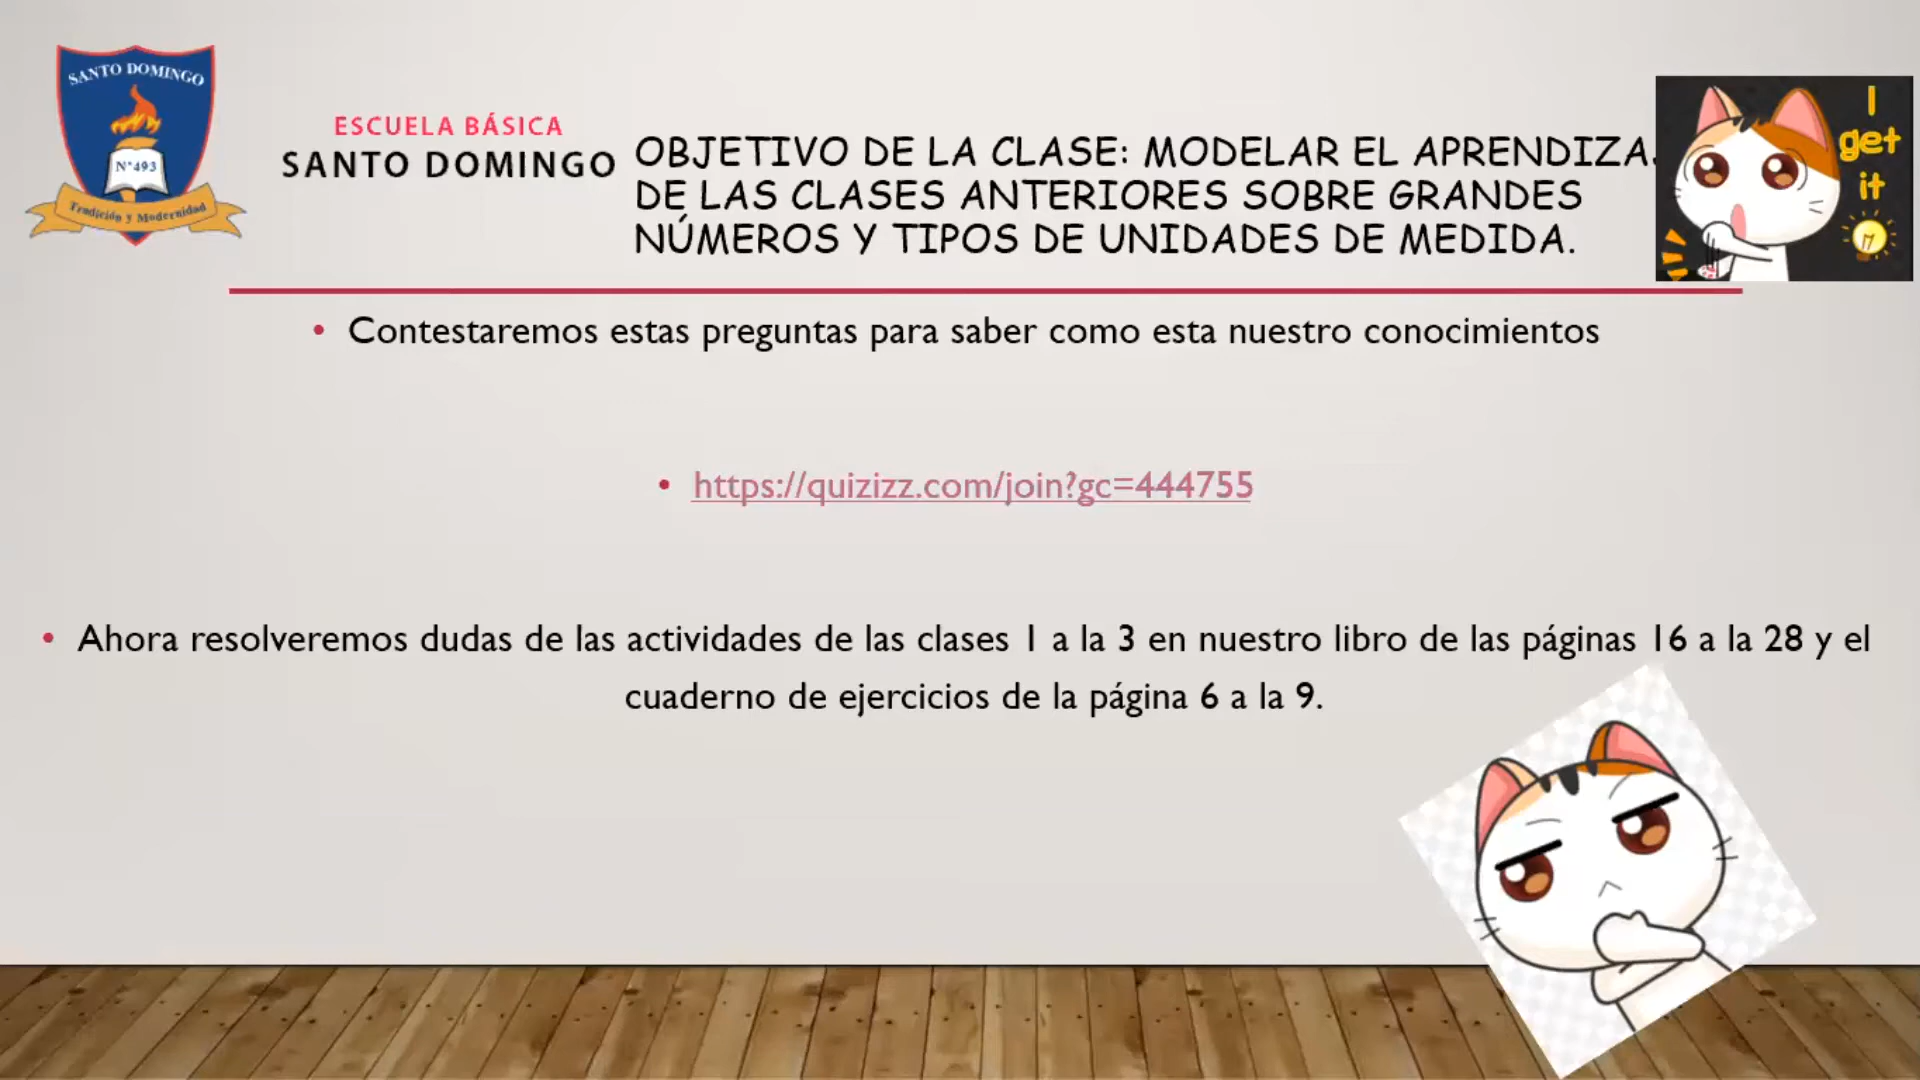 SANTO DOMINGO
N°493
Tradición y Modernidad
ESCUELA BÁSICA
SANTO DOMINGO
OBJETIVO DE LA CLASE: MODELAR EL APRENDIZA
DE LAS CLASES ANTERIORES SOBRE GRANDES
NÚMEROS Y TIPOS DE UNIDADES DE MEDIDA.
I
get
it
• Contestaremos estas preguntas para saber como esta nuestro conocimientos
• https://quizizz.com/join?gc=444755
• Ahora resolveremos dudas de las actividades de las clases 1 a la 3 en nuestro libro de las páginas 16 a la 28 y el
cuaderno de ejercicios de la página 6 a la 9.